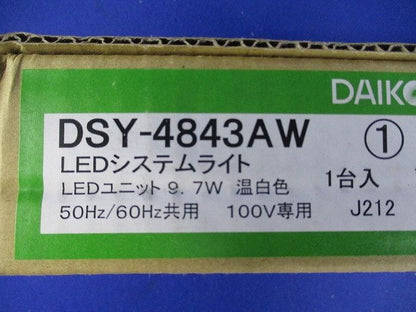 DAIKO
DSY-4843AW ①
LEDシステムライト
LEDユニット 9.7W 温白色 1台入
50Hz/60Hz共用 100V専用 J212